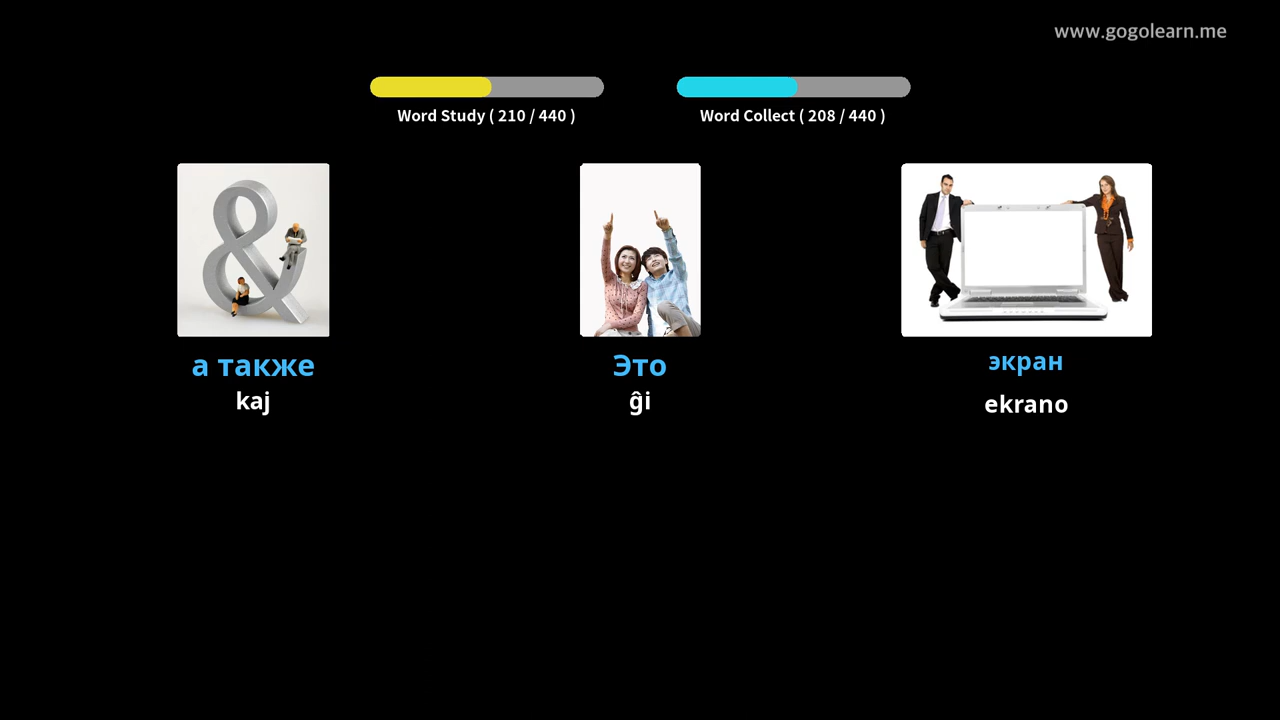 www.gogolearn.me
Word Study ( 210 / 440 )
Word Collect ( 208 / 440 )
&
а также
kaj
Это
ĝi
экран
ekrano